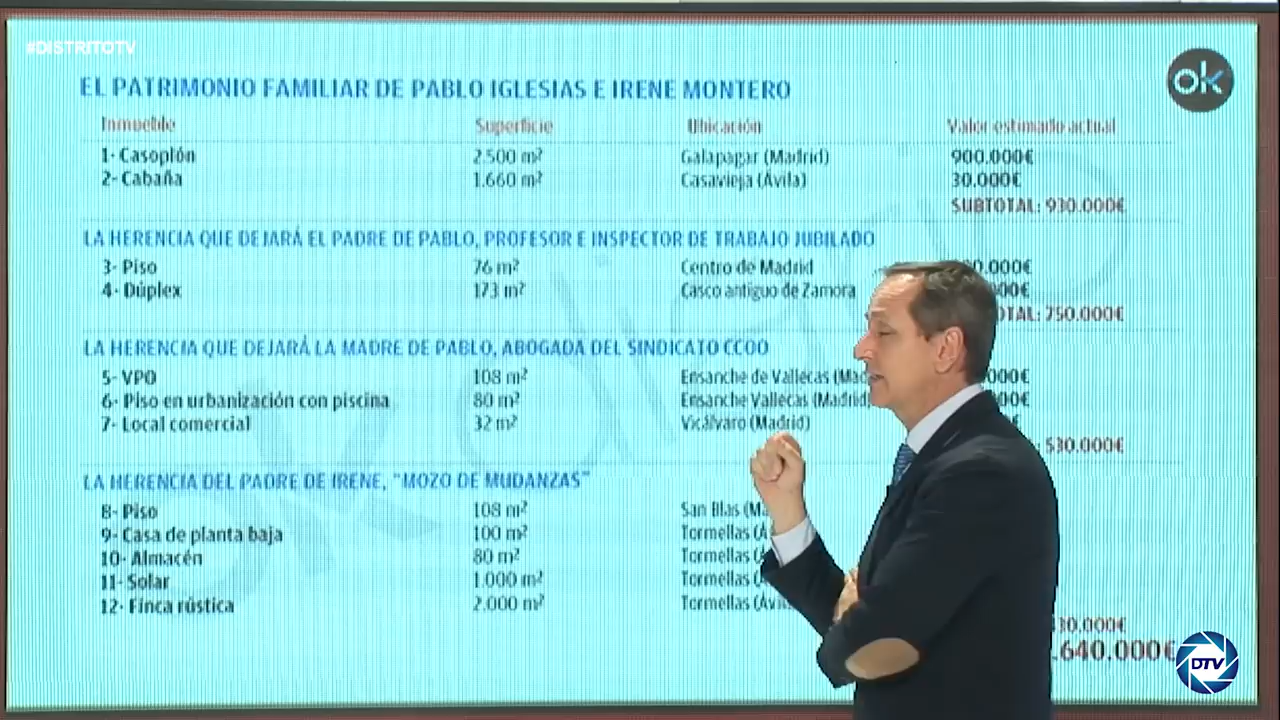 #DISTRITOTV
ok
EL PATRIMONIO FAMILIAR DE PABLO IGLESIAS E IRENE MONTERO
Inmueble Superficie Ubicación Valor estimado actual
1- Casoplón 2.500 m² Galapagar (Madrid) 900.000€
2- Cabaña 1.660 m² Casavieja (Ávila) 30.000€
SUBTOTAL: 930.000€
LA HERENCIA QUE DEJARÁ EL PADRE DE PABLO, PROFESOR E INSPECTOR DE TRABAJO JUBILADO
3- Piso 76 m² Centro de Madrid
4- Dúplex 173 m² Casco antiguo de Zamora
750.000€
LA HERENCIA QUE DEJARÁ LA MADRE DE PABLO, ABOGADA DEL SINDICATO CCOO
5- VPO 108 m² Ensanche de Vallecas
6- Piso en urbanización con piscina 80 m² Ensanche Vallecas (Madrid)
7- Local comercial 32 m² Vicálvaro (Madrid)
530.000€
LA HERENCIA DEL PADRE DE IRENE, "MOZO DE MUDANZAS"
8- Piso 108 m² San Blas
9- Casa de planta baja 100 m² Tormellas
10- Almacén 80 m² Tormellas
11- Solar 1.000 m² Tormellas
12- Finca rústica 2.000 m² Tormellas
.640.000€
DTV